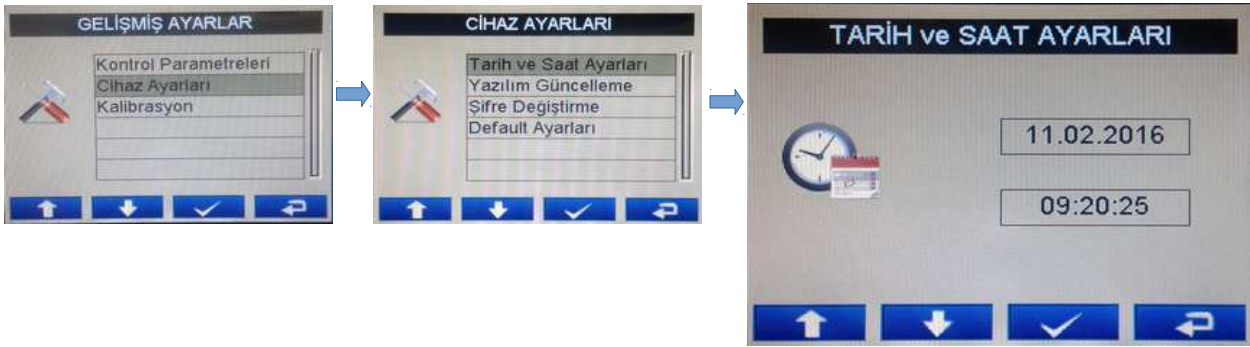 GELİŞMİŞ AYARLAR
Kontrol Parametreleri
Cihaz Ayarları
Kalibrasyon
CİHAZ AYARLARI
Tarih ve Saat Ayarları
Yazılım Güncelleme
Şifre Değiştirme
Default Ayarları
TARİH ve SAAT AYARLARI
11.02.2016
09:20:25